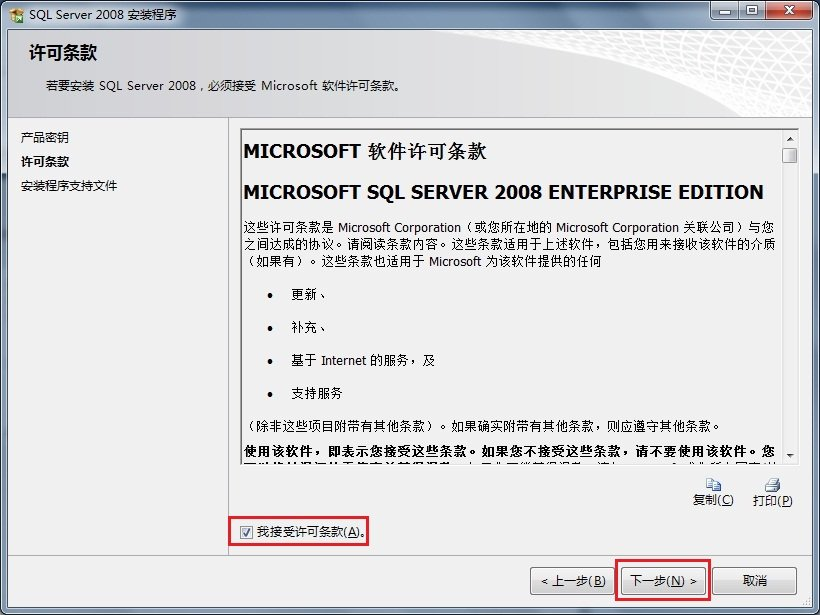 SQL Server 2008 安装程序
许可条款
若要安装 SQL Server 2008，必须接受 Microsoft 软件许可条款。
产品密钥
许可条款
安装程序支持文件
MICROSOFT 软件许可条款
MICROSOFT SQL SERVER 2008 ENTERPRISE EDITION
这些许可条款是 Microsoft Corporation（或您所在地的 Microsoft Corporation 关联公司）与您
之间达成的协议。请阅读条款内容。这些条款适用于上述软件，包括您用来接收该软件的介质
（如果有）。这些条款也适用于 Microsoft 为该软件提供的任何
• 更新、
• 补充、
• 基于 Internet 的服务，及
• 支持服务
（除非这些项目附带有其他条款）。如果确实附带有其他条款，则应遵守其他条款。
使用该软件，即表示您接受这些条款。如果您不接受这些条款，请不要使用该软件。您
复制(C)
打印(P)
我接受许可条款(A)。
< 上一步(B)
下一步(N) >
取消